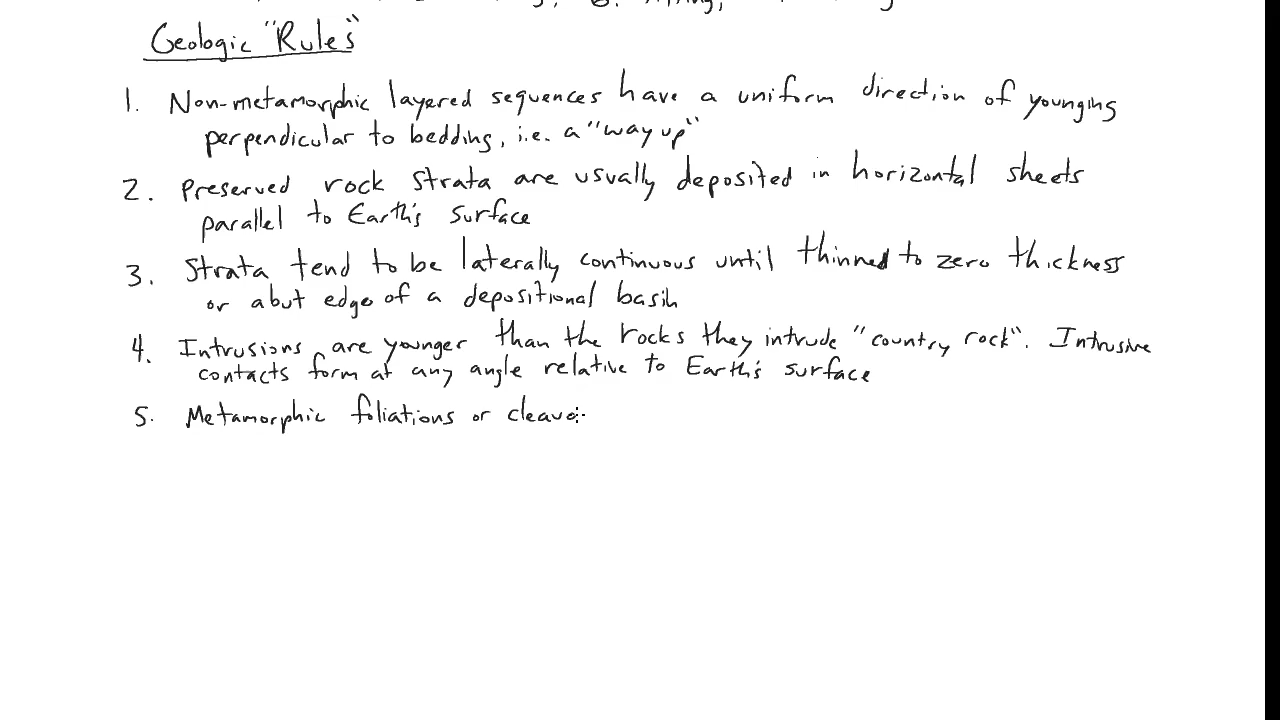 Geologic "Rules"
1. Non-metamorphic layered sequences have a uniform direction of younging
perpendicular to bedding, i.e. a "way up"
2. Preserved rock strata are usually deposited in horizontal sheets
parallel to Earth's surface
3. Strata tend to be laterally continuous until thinned to zero thickness
or abut edge of a depositional basin
4. Intrusions are younger than the rocks they intrude "country rock". Intrusive
contacts form at any angle relative to Earth's surface
5. Metamorphic foliations or cleava